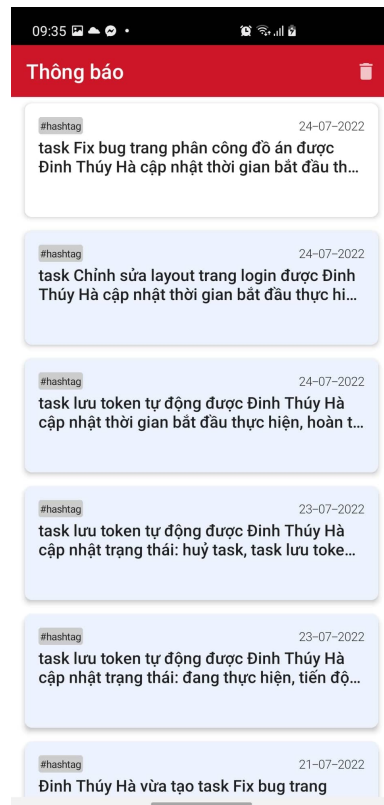 09:35
Thông báo
#hashtag 24-07-2022
task Fix bug trang phân công đồ án được
Đinh Thúy Hà cập nhật thời gian bắt đầu th...
#hashtag 24-07-2022
task Chỉnh sửa layout trang login được Đinh
Thúy Hà cập nhật thời gian bắt đầu thực hi...
#hashtag 24-07-2022
task lưu token tự động được Đinh Thúy Hà
cập nhật thời gian bắt đầu thực hiện, hoàn t...
#hashtag 23-07-2022
task lưu token tự động được Đinh Thúy Hà
cập nhật trạng thái: huỷ task, task lưu toke...
#hashtag 23-07-2022
task lưu token tự động được Đinh Thúy Hà
cập nhật trạng thái: đang thực hiện, tiến độ...
#hashtag 21-07-2022
Đinh Thúy Hà vừa tạo task Fix bug trang